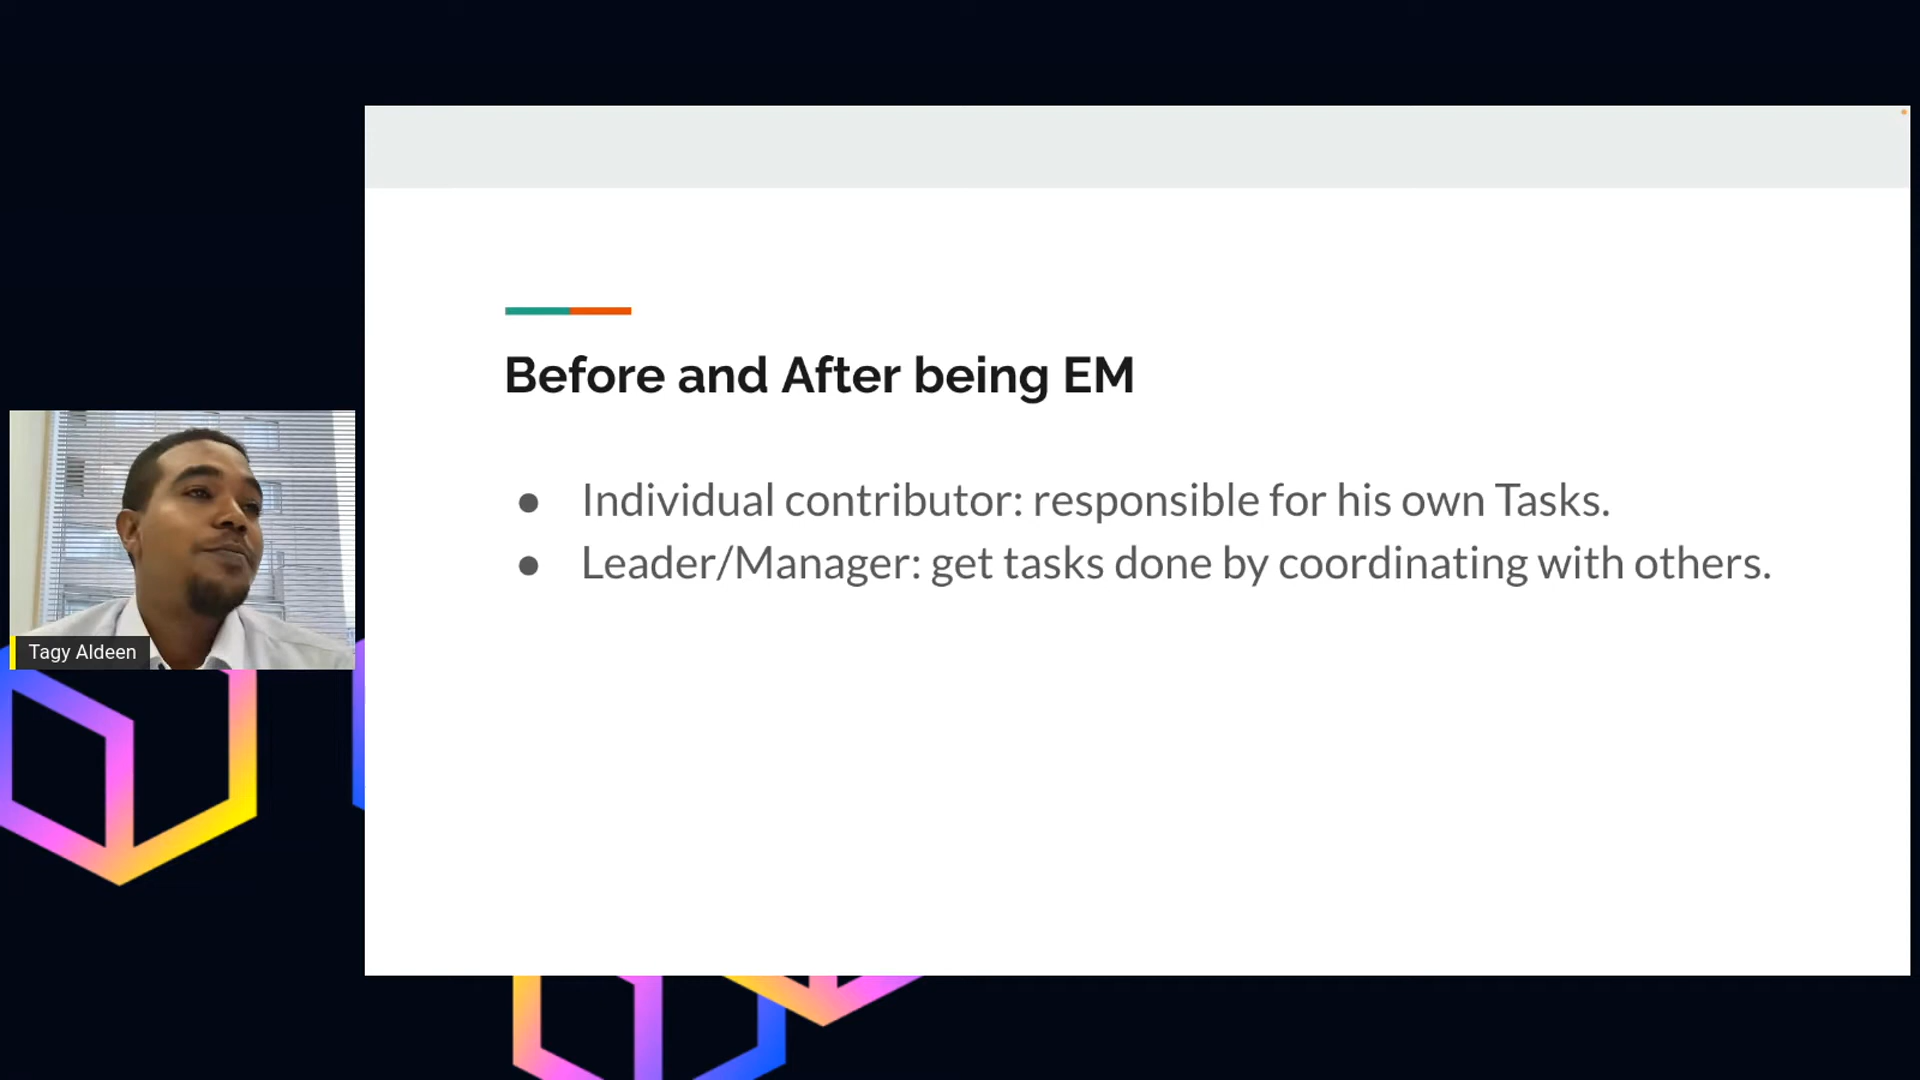 Before and After being EM
Individual contributor: responsible for his own Tasks.
Leader/Manager: get tasks done by coordinating with others.
Tagy Aldeen